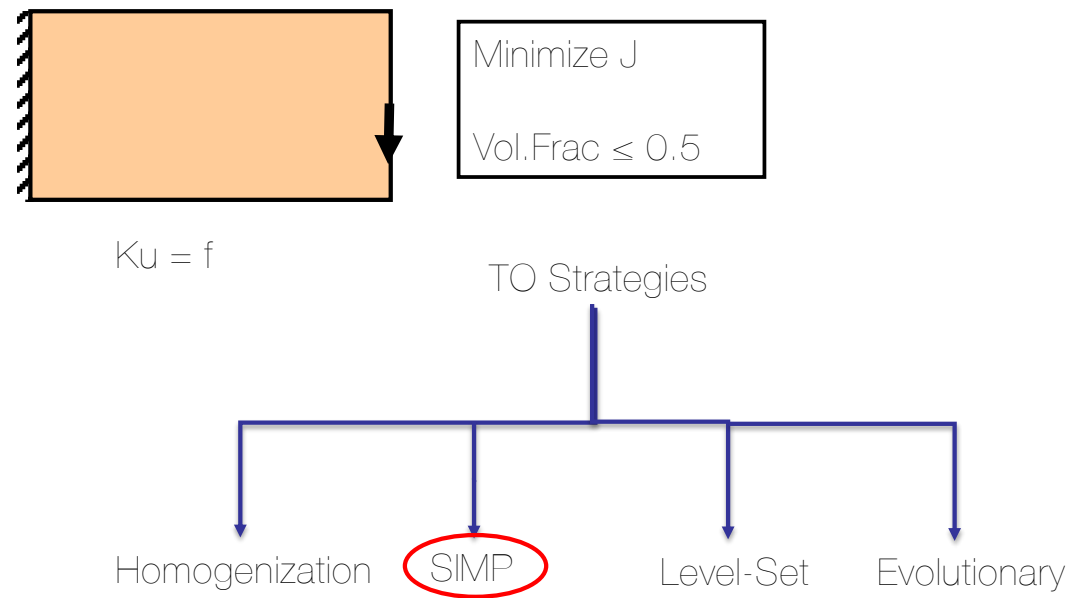 Minimize J
Vol.Frac ≤ 0.5
Ku = f
TO Strategies
Homogenization
SIMP
Level-Set
Evolutionary